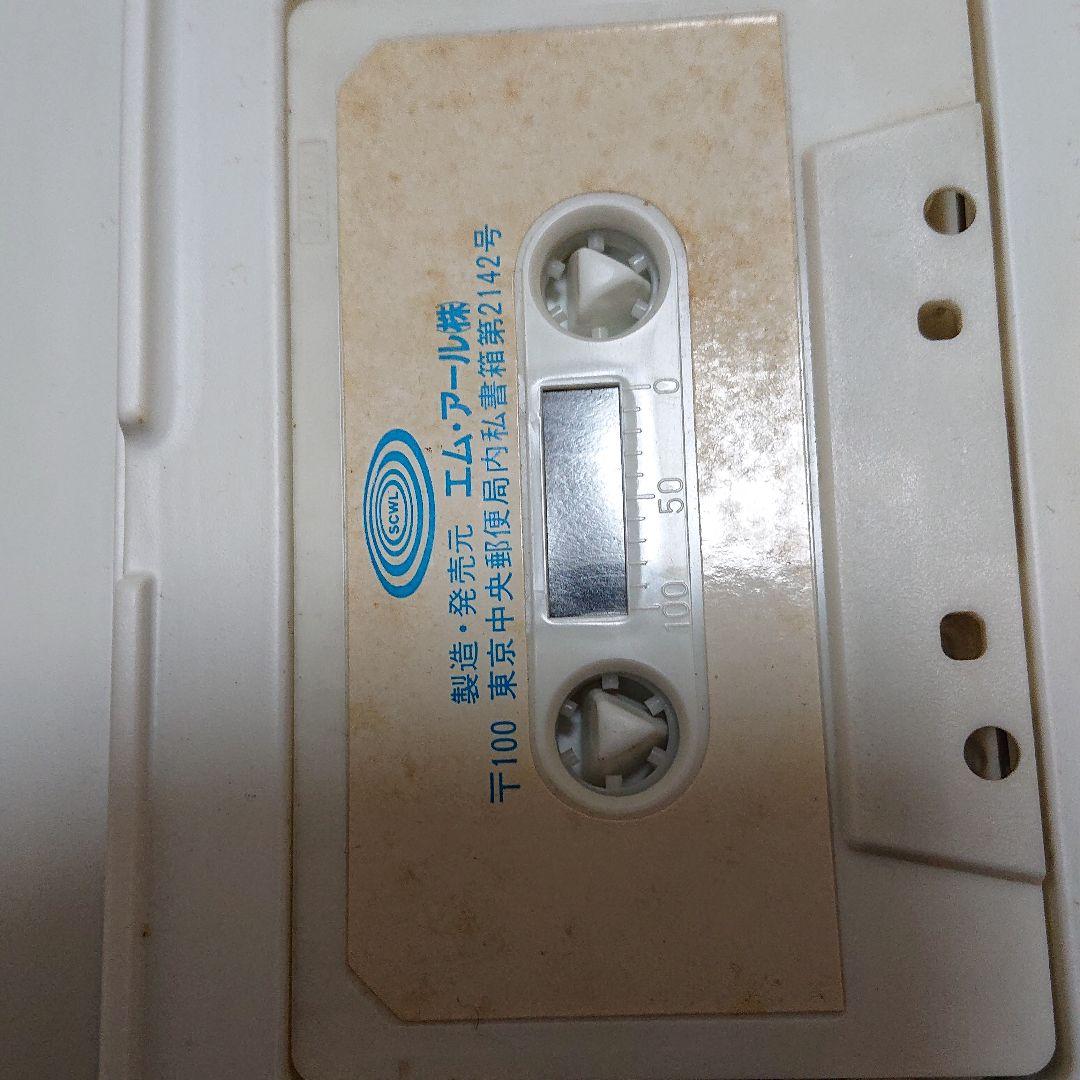 SCWL
製造・発売元 エム・アール㈱
〒100 東京中央郵便局内私書箱第2142号
100 50 0